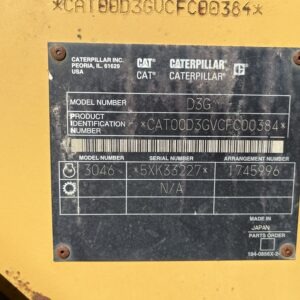 *CAT00D3GVCFC00384*
CATERPILLAR INC.
PEORIA, IL. 61629
USA
CAT® CATERPILLAR®
CAT® CATERPILLAR®
MODEL NUMBER D3G
PRODUCT IDENTIFICATION NUMBER *CAT00D3GVCFC00384*
MODEL NUMBER SERIAL NUMBER ARRANGEMENT NUMBER
3046 *5XK33227* 1745996
N/A
MADE IN
JAPAN
PARTS ORDER